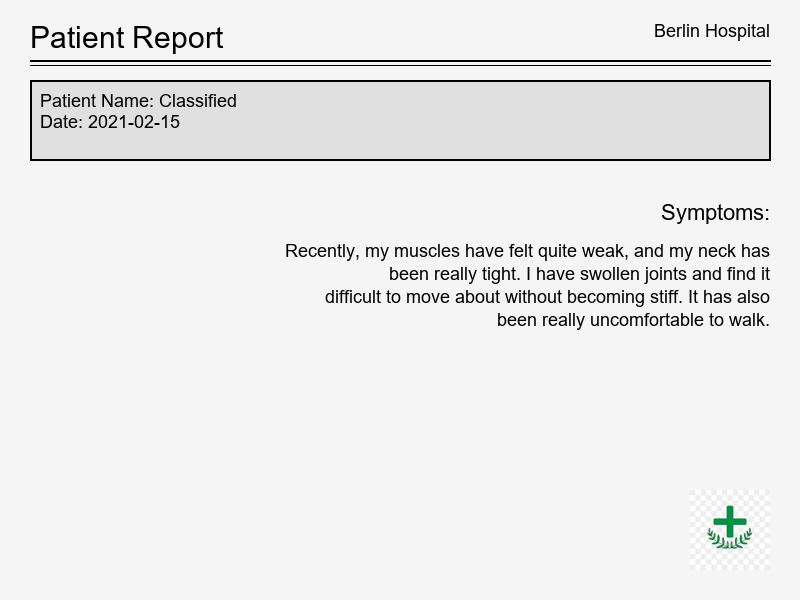 Patient Report
Berlin Hospital
Patient Name: Classified
Date: 2021-02-15
Symptoms:
Recently, my muscles have felt quite weak, and my neck has
been really tight. I have swollen joints and find it
difficult to move about without becoming stiff. It has also
been really uncomfortable to walk.